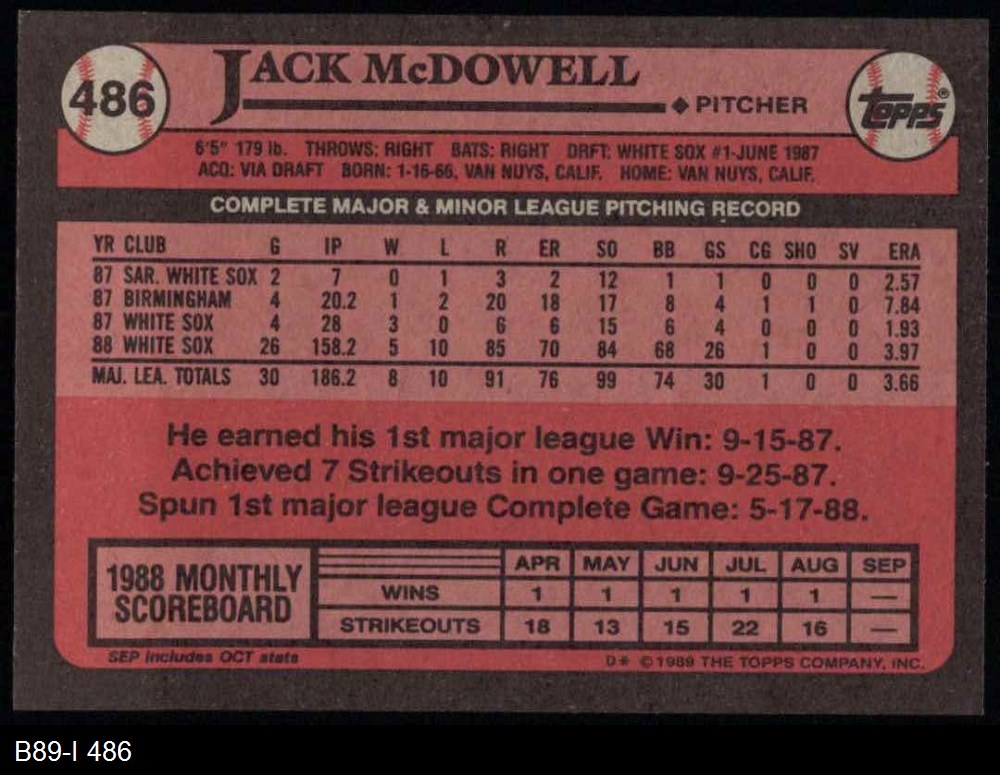 486
JACK McDOWELL
◆ PITCHER
TOPPS®
6'5" 179 lb. THROWS: RIGHT BATS: RIGHT DRFT: WHITE SOX #1-JUNE 1987
ACQ: VIA DRAFT BORN: 1-16-66, VAN NUYS, CALIF. HOME: VAN NUYS, CALIF.
COMPLETE MAJOR & MINOR LEAGUE PITCHING RECORD
YR CLUB G IP W L R ER SO BB GS CG SHO SV ERA
87 SAR. WHITE SOX 2 7 0 1 3 2 12 1 1 0 0 0 2.57
87 BIRMINGHAM 4 20.2 1 2 20 18 17 8 4 1 1 0 7.84
87 WHITE SOX 4 28 3 0 6 6 15 6 4 0 0 0 1.93
88 WHITE SOX 26 158.2 5 10 85 70 84 68 26 1 0 0 3.97
MAJ. LEA. TOTALS 30 186.2 8 10 91 76 99 74 30 1 0 0 3.66
He earned his 1st major league Win: 9-15-87.
Achieved 7 Strikeouts in one game: 9-25-87.
Spun 1st major league Complete Game: 5-17-88.
1988 MONTHLY
SCOREBOARD
APR MAY JUN JUL AUG SEP
WINS 1 1 1 1 1 —
STRIKEOUTS 18 13 15 22 16 —
SEP includes OCT stats
D* © 1989 THE TOPPS COMPANY, INC.
B89-I 486